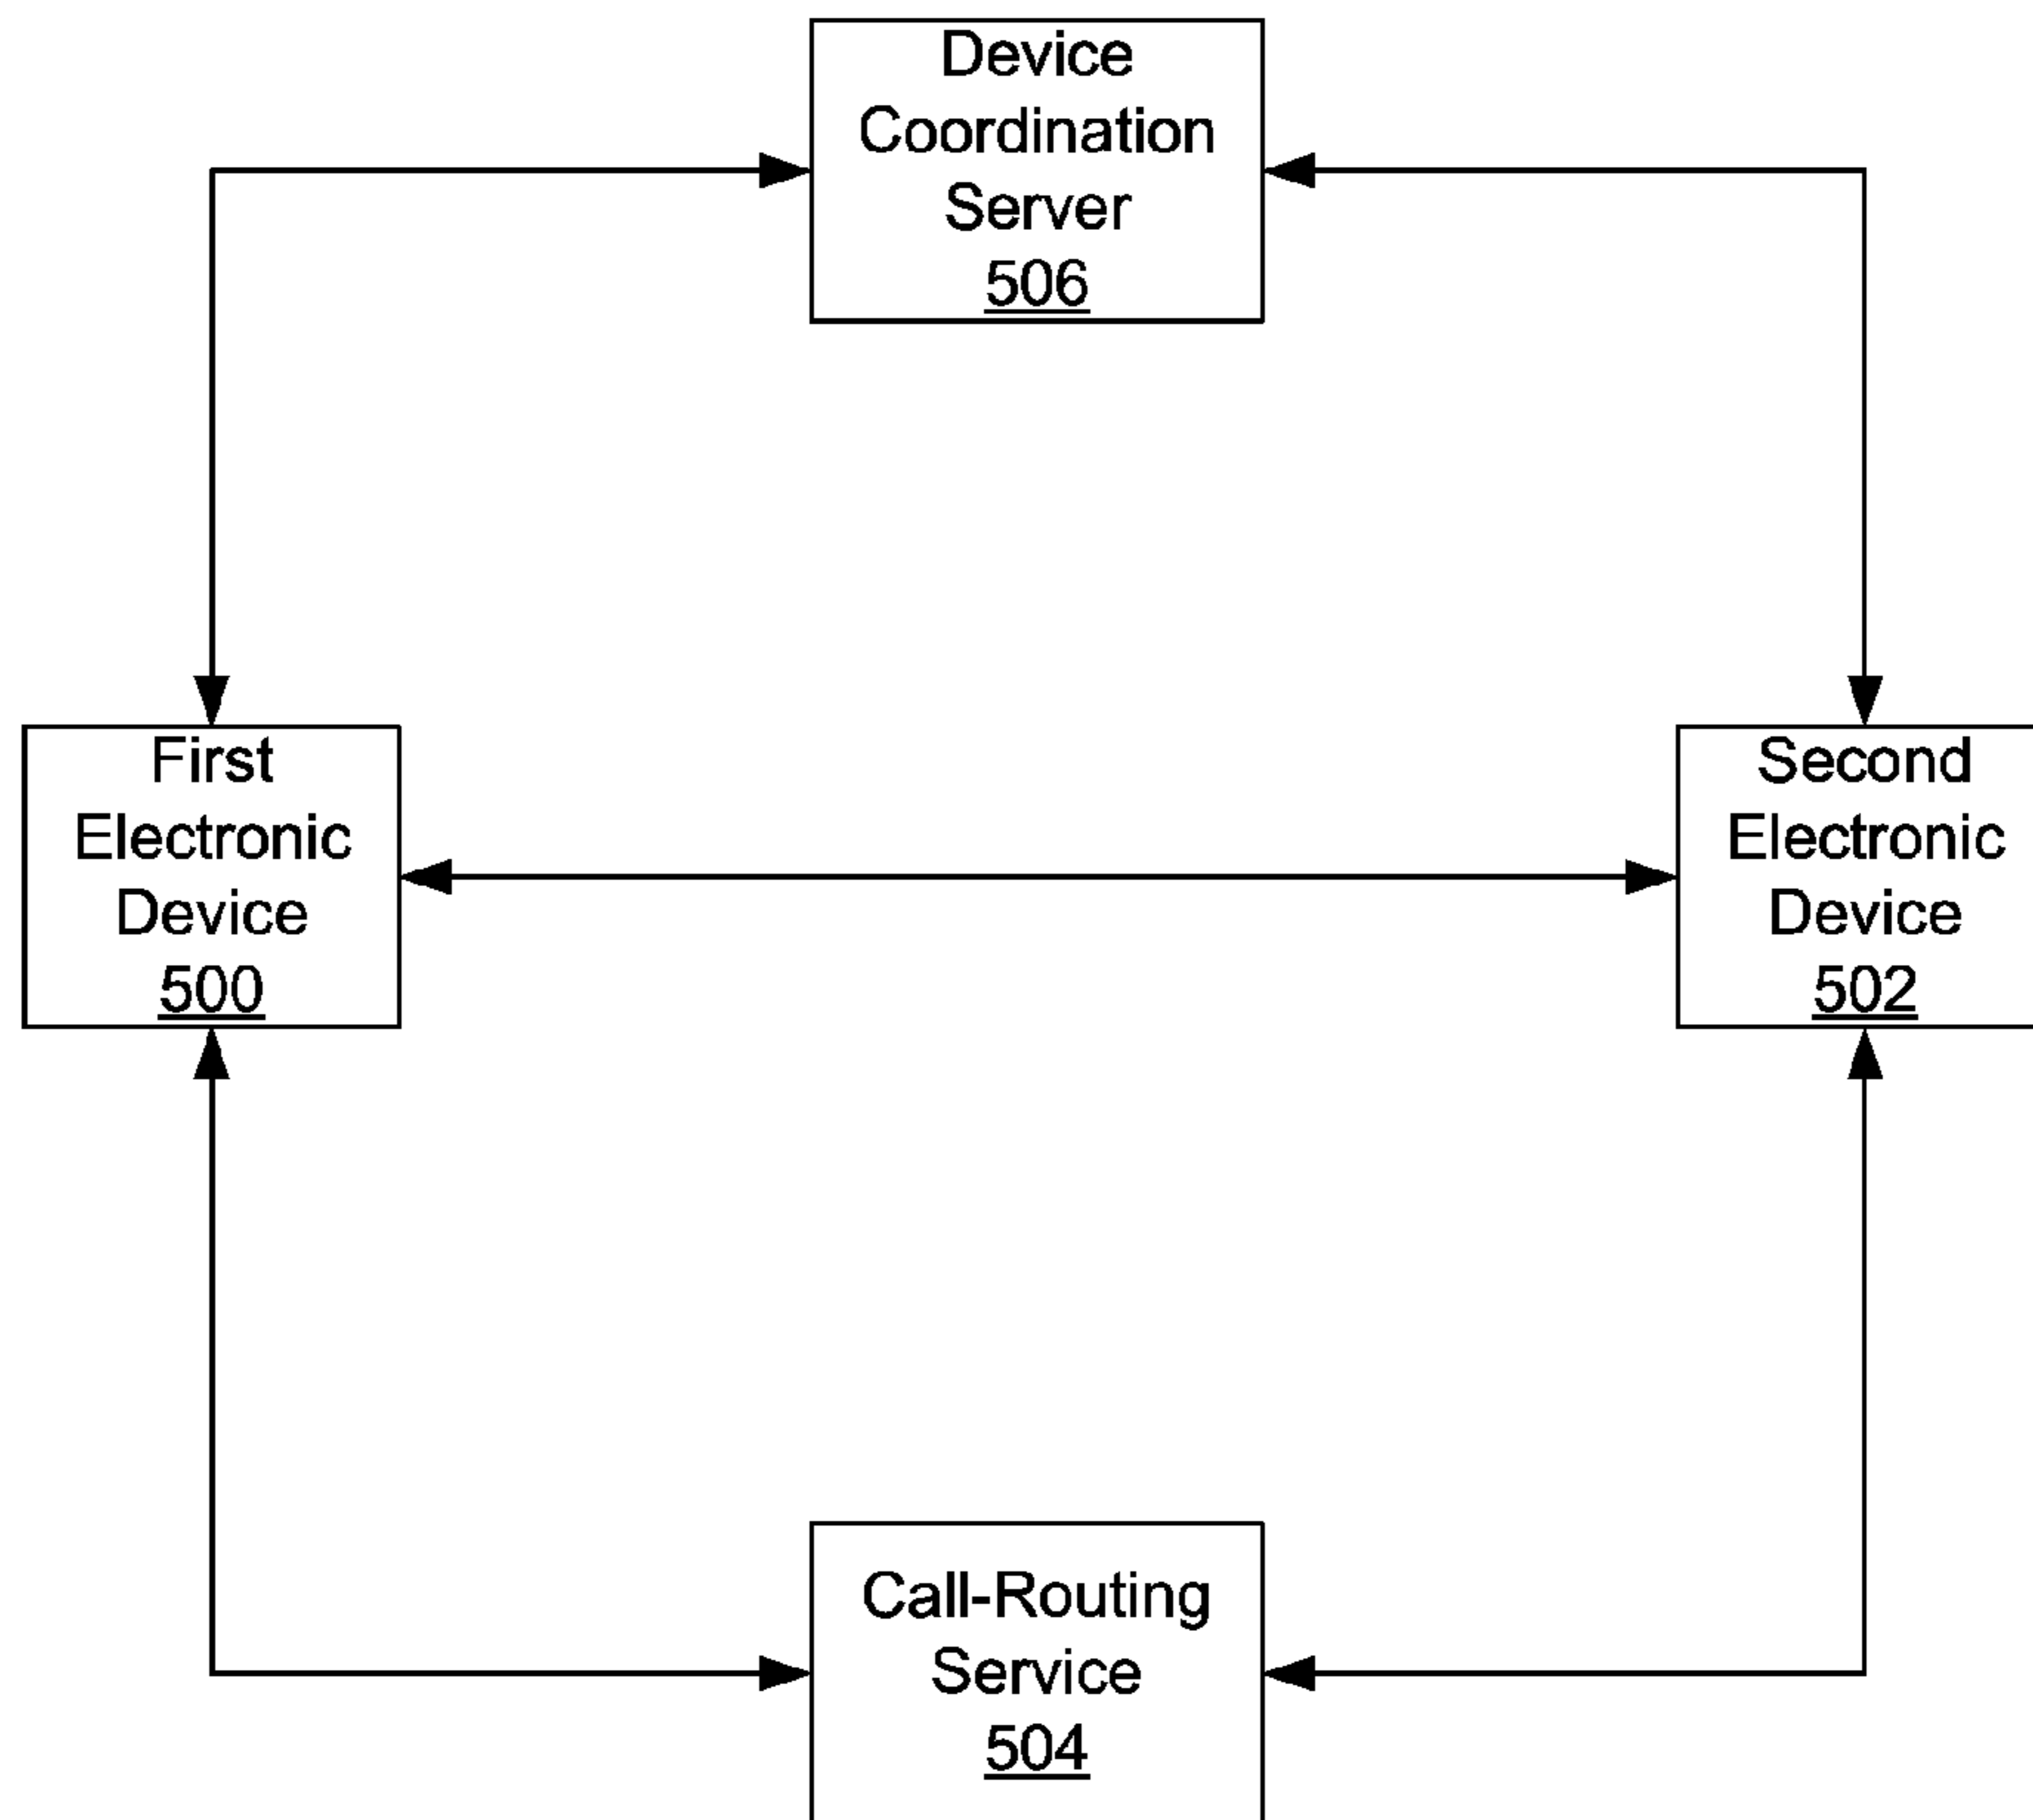 Device
Coordination
Server
506
First
Electronic
Device
500
Second
Electronic
Device
502
Call-Routing
Service
504